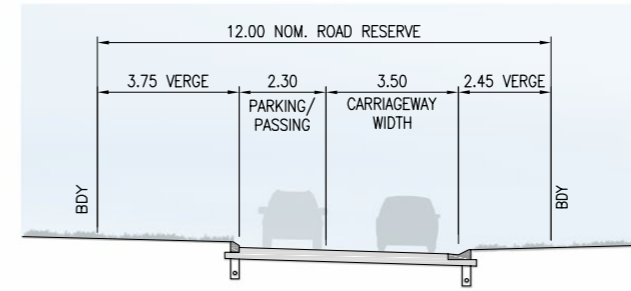 12.00 NOM. ROAD RESERVE
3.75 VERGE
2.30
3.50
2.45 VERGE
PARKING/
PASSING
CARRIAGEWAY
WIDTH
BDY
BDY